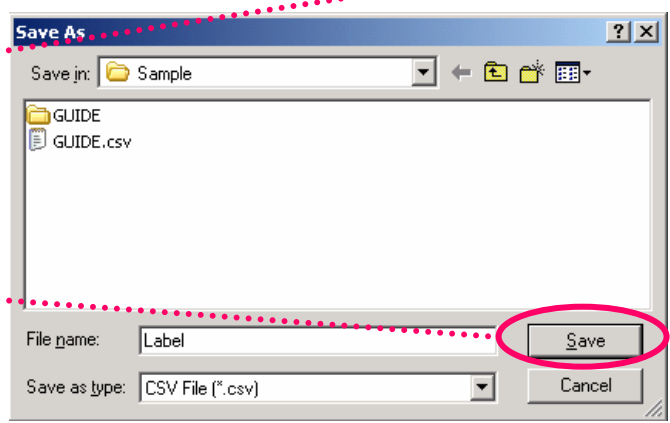 Save As
Save in: Sample
GUIDE
GUIDE.csv
File name: Label Save
Save as type: CSV File (*.csv) Cancel